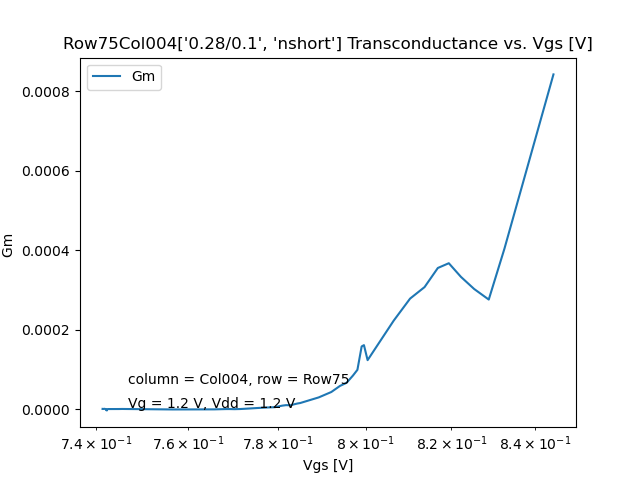 Row75Col004['0.28/0.1', 'nshort'] Transconductance vs. Vgs [V]
Gm
0.0008
0.0006
0.0004
0.0002
0.0000
Gm
column = Col004, row = Row75
Vg = 1.2 V, Vdd = 1.2 V
7.4 × 10⁻¹ 7.6 × 10⁻¹ 7.8 × 10⁻¹ 8 × 10⁻¹ 8.2 × 10⁻¹ 8.4 × 10⁻¹
Vgs [V]